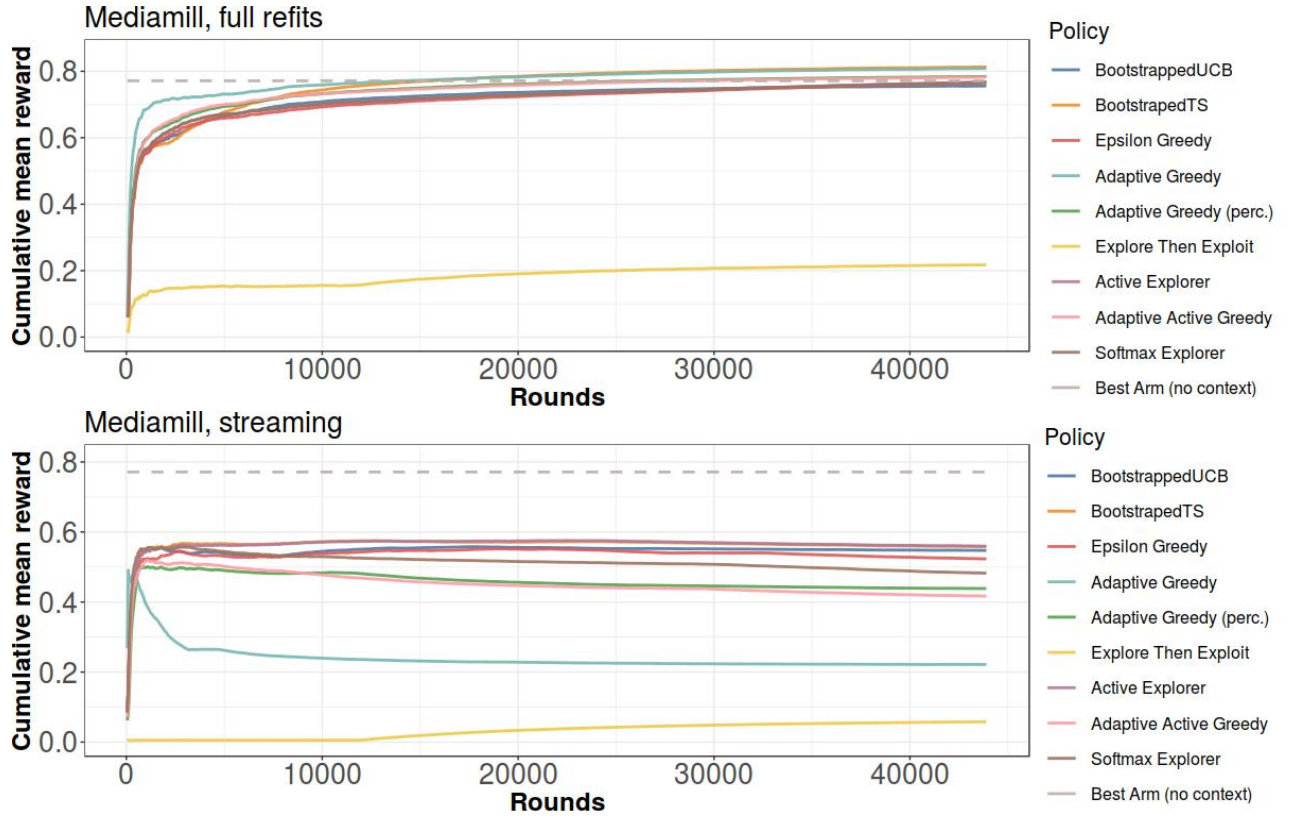 Mediamill, full refits
Cumulative mean reward
0.8
0.6
0.4
0.2
0.0
0 10000 20000 30000 40000
Rounds
Policy
BootstrappedUCB
BootstrapedTS
Epsilon Greedy
Adaptive Greedy
Adaptive Greedy (perc.)
Explore Then Exploit
Active Explorer
Adaptive Active Greedy
Softmax Explorer
Best Arm (no context)
Mediamill, streaming
Cumulative mean reward
0.8
0.6
0.4
0.2
0.0
0 10000 20000 30000 40000
Rounds
Policy
BootstrappedUCB
BootstrapedTS
Epsilon Greedy
Adaptive Greedy
Adaptive Greedy (perc.)
Explore Then Exploit
Active Explorer
Adaptive Active Greedy
Softmax Explorer
Best Arm (no context)